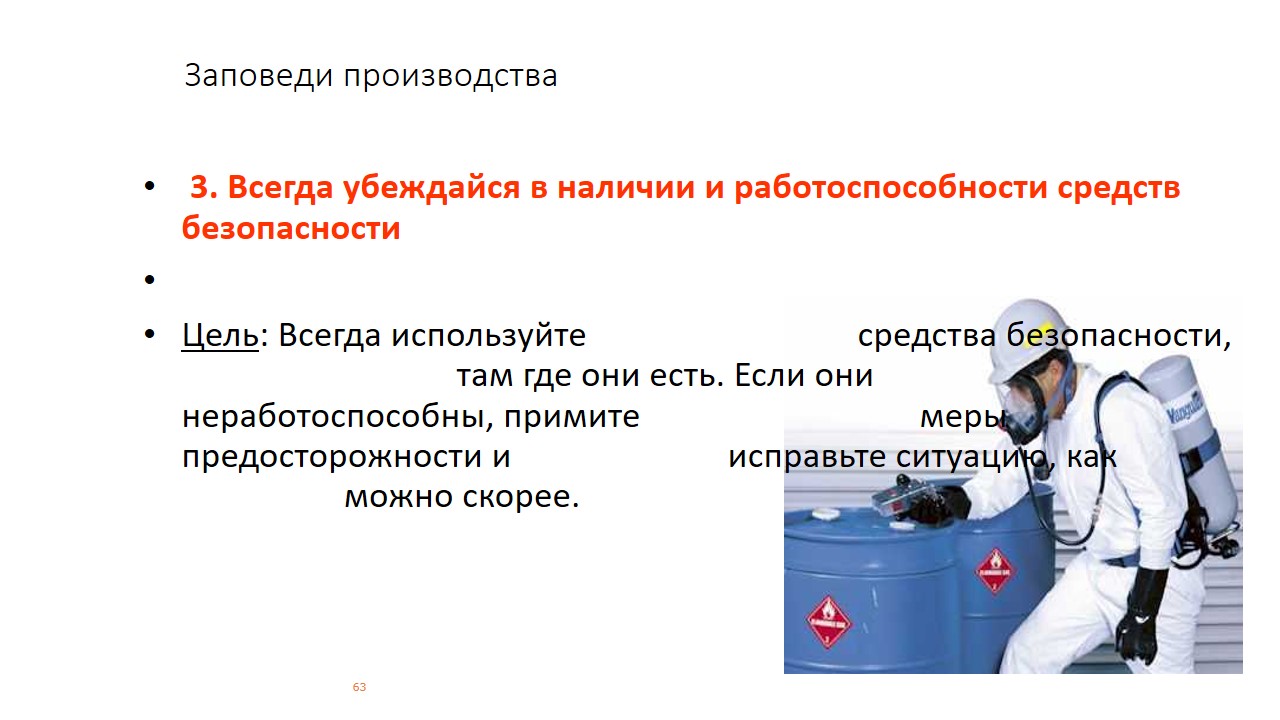 Заповеди производства
• 3. Всегда убеждайся в наличии и работоспособности средств
безопасности
•
• Цель: Всегда используйте средства безопасности,
там где они есть. Если они
неработоспособны, примите меры
предосторожности и исправьте ситуацию, как
можно скорее.
63